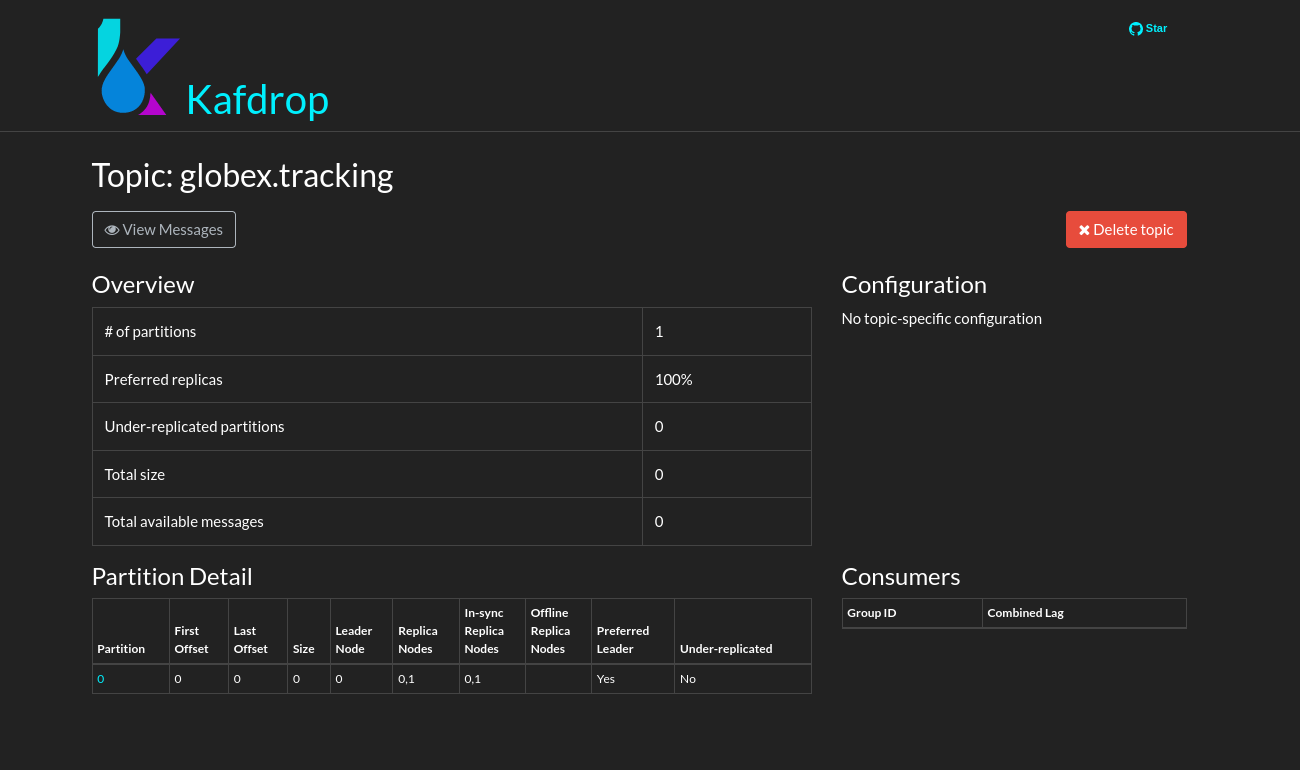 Star
Kafdrop
Topic: globex.tracking
View Messages
Delete topic
Overview
# of partitions 1
Preferred replicas 100%
Under-replicated partitions 0
Total size 0
Total available messages 0
Configuration
No topic-specific configuration
Partition Detail
Partition First Offset Last Offset Size Leader Node Replica Nodes In-sync Replica Nodes Offline Replica Nodes Preferred Leader Under-replicated
0 0 0 0 0 0,1 0,1 Yes No
Consumers
Group ID Combined Lag